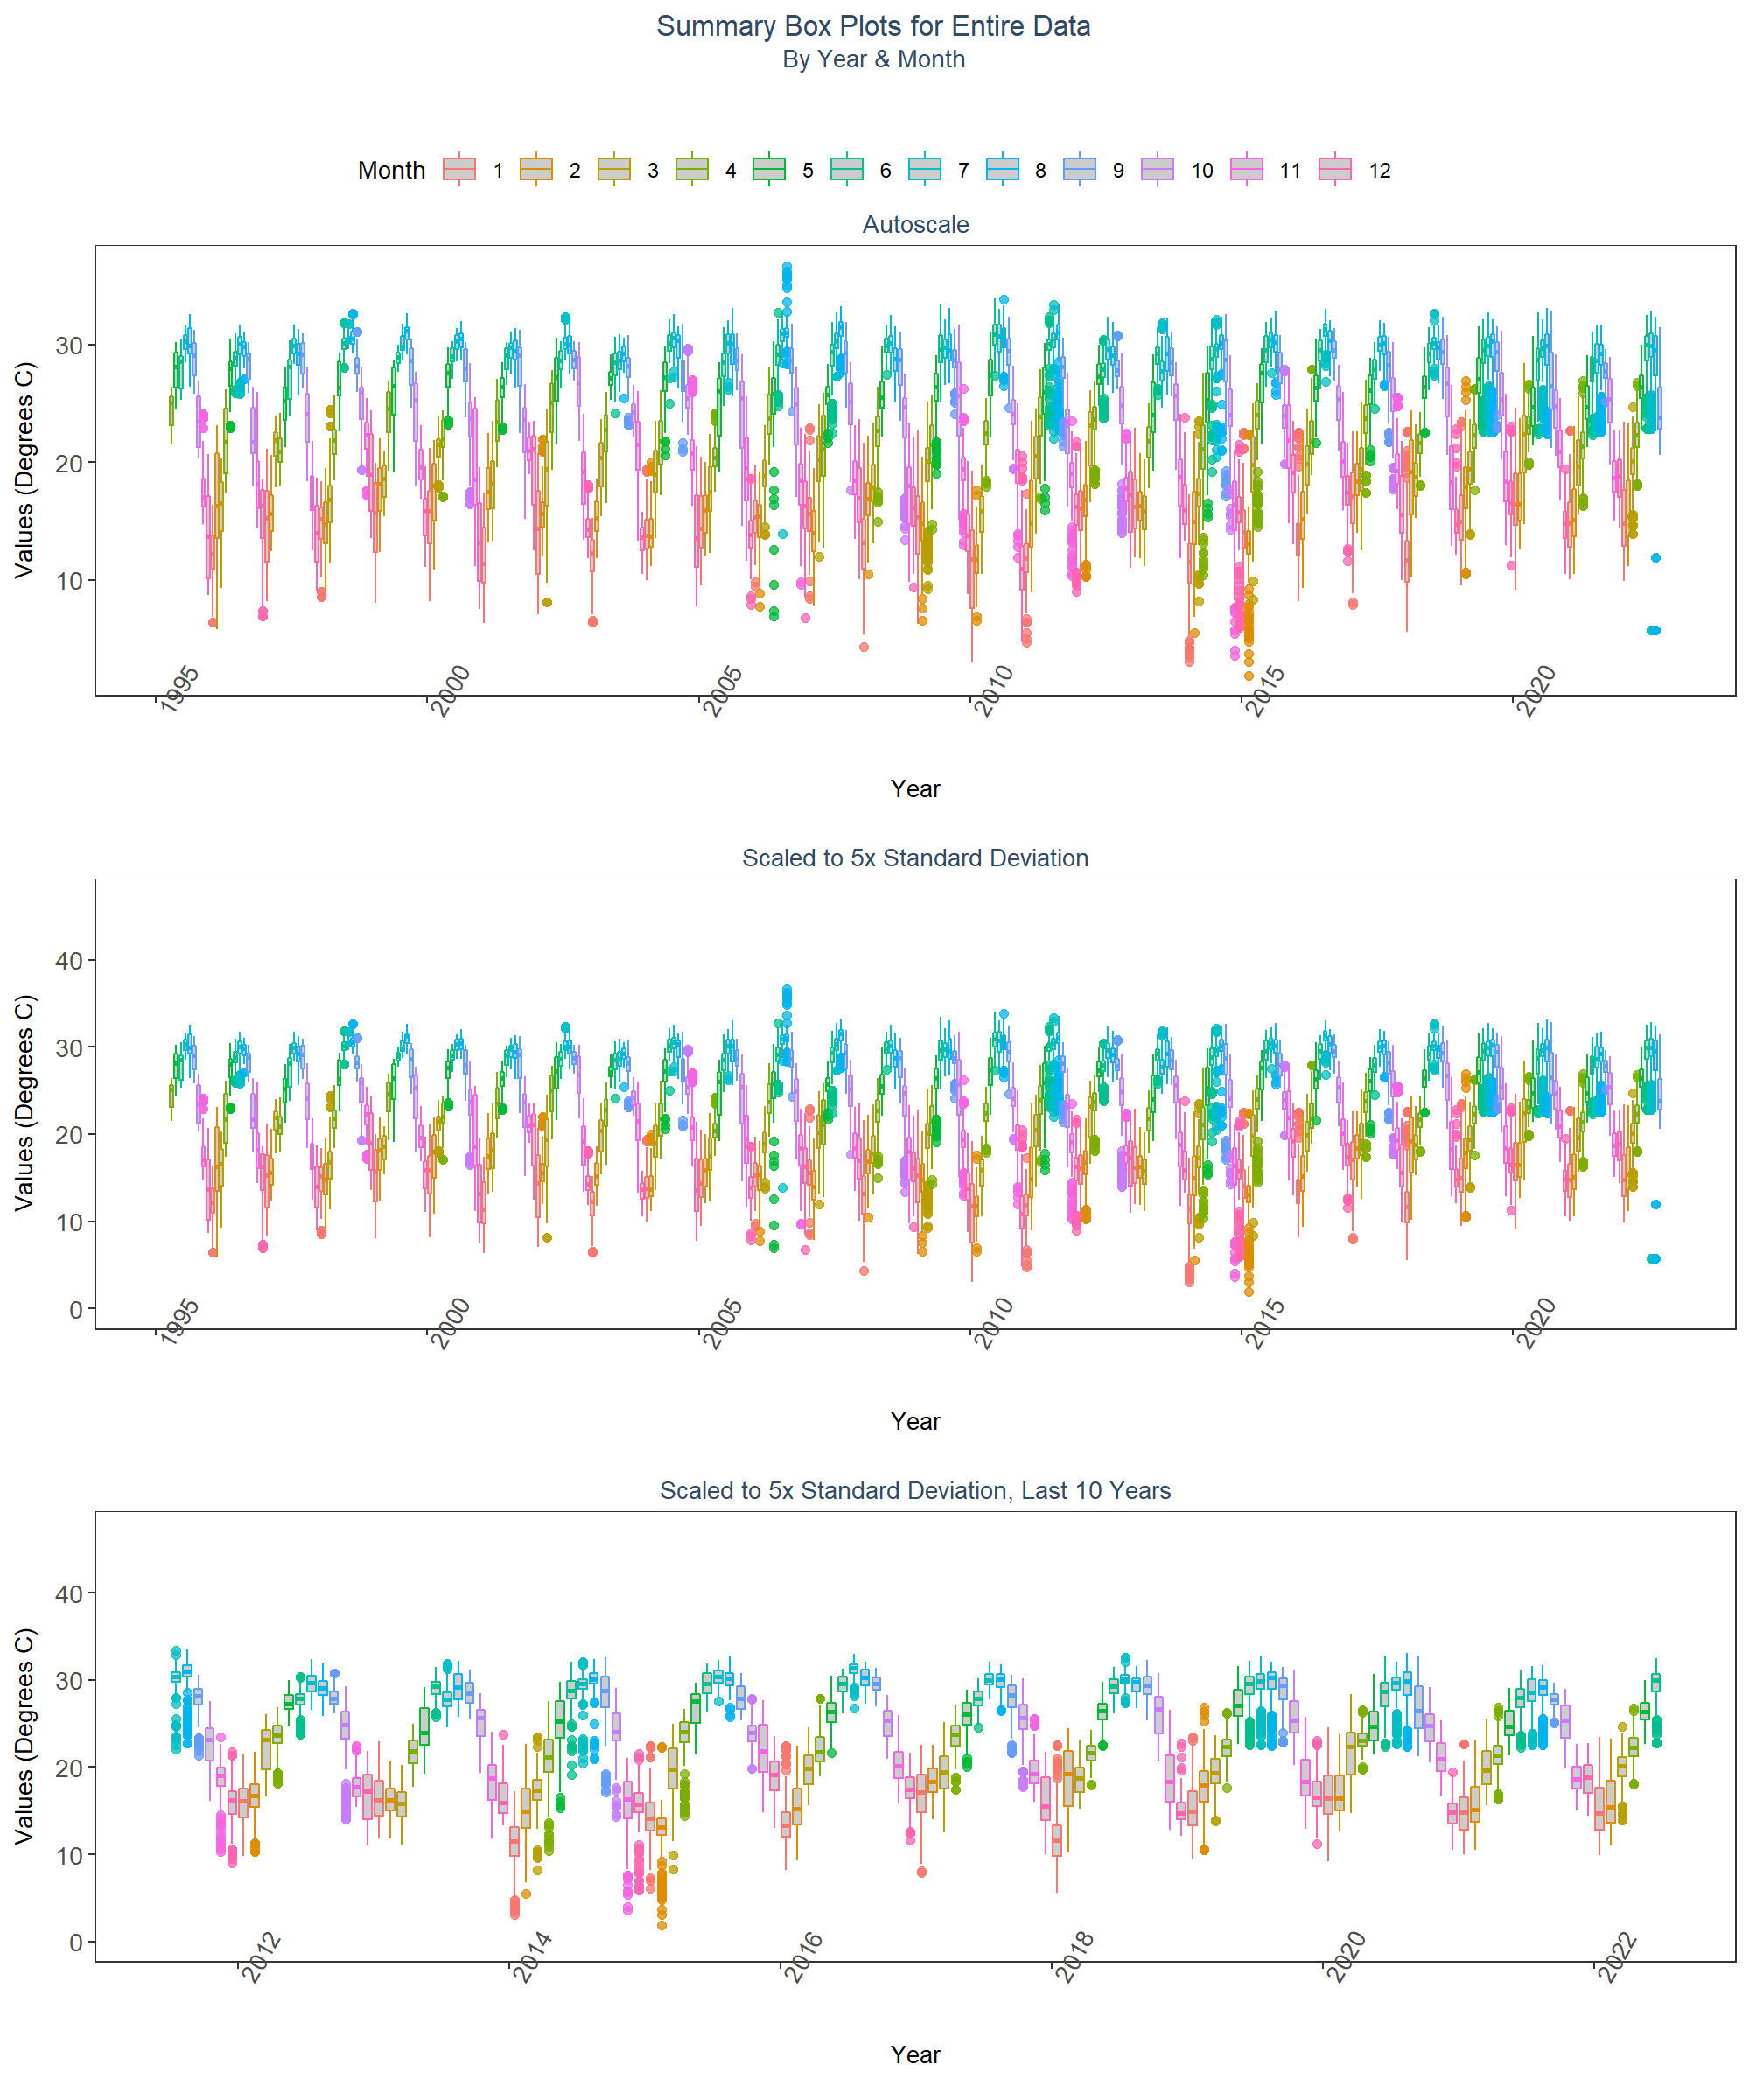 Summary Box Plots for Entire Data
By Year & Month
Month 1 2 3 4 5 6 7 8 9 10 11 12
Autoscale
Values (Degrees C)
30
20
10
1995 2000 2005 2010 2015 2020
Year
Scaled to 5x Standard Deviation
Values (Degrees C)
40
30
20
10
0
1995 2000 2005 2010 2015 2020
Year
Scaled to 5x Standard Deviation, Last 10 Years
Values (Degrees C)
40
30
20
10
0
2012 2014 2016 2018 2020 2022
Year